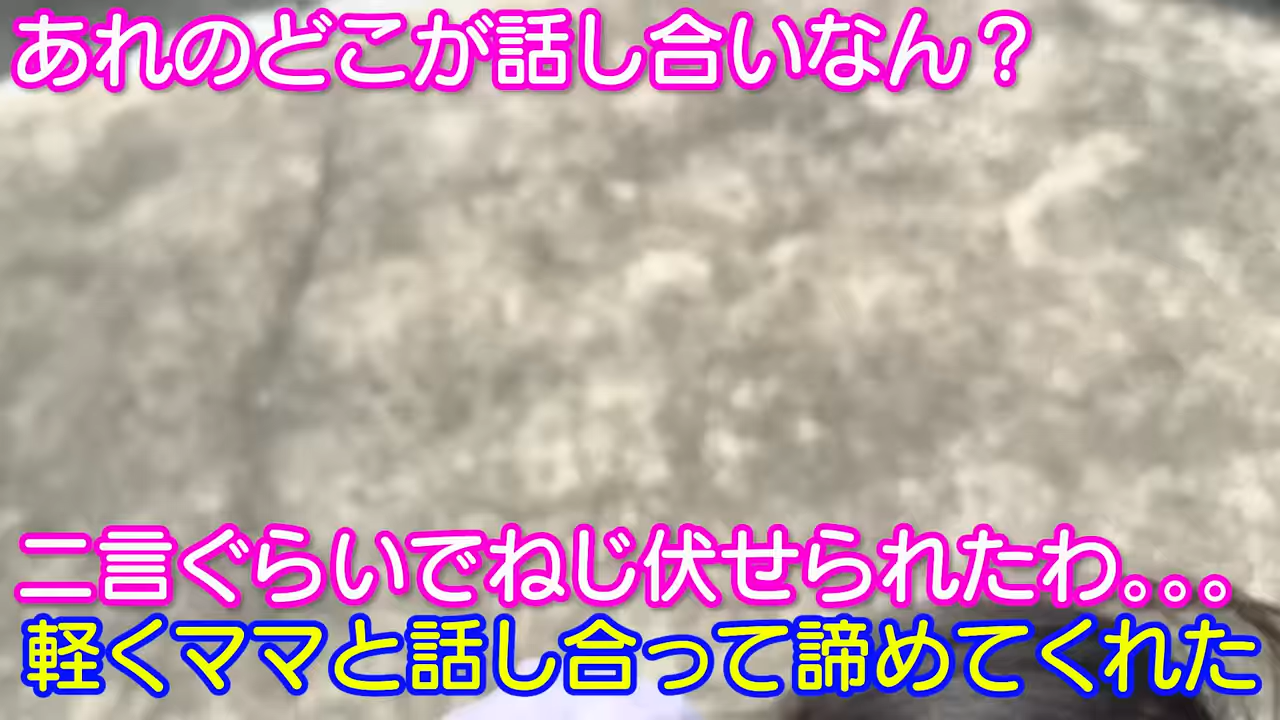 あれのどこが話し合いなん？
二言ぐらいでねじ伏せられたわ。。。
軽くママと話し合って諦めてくれた